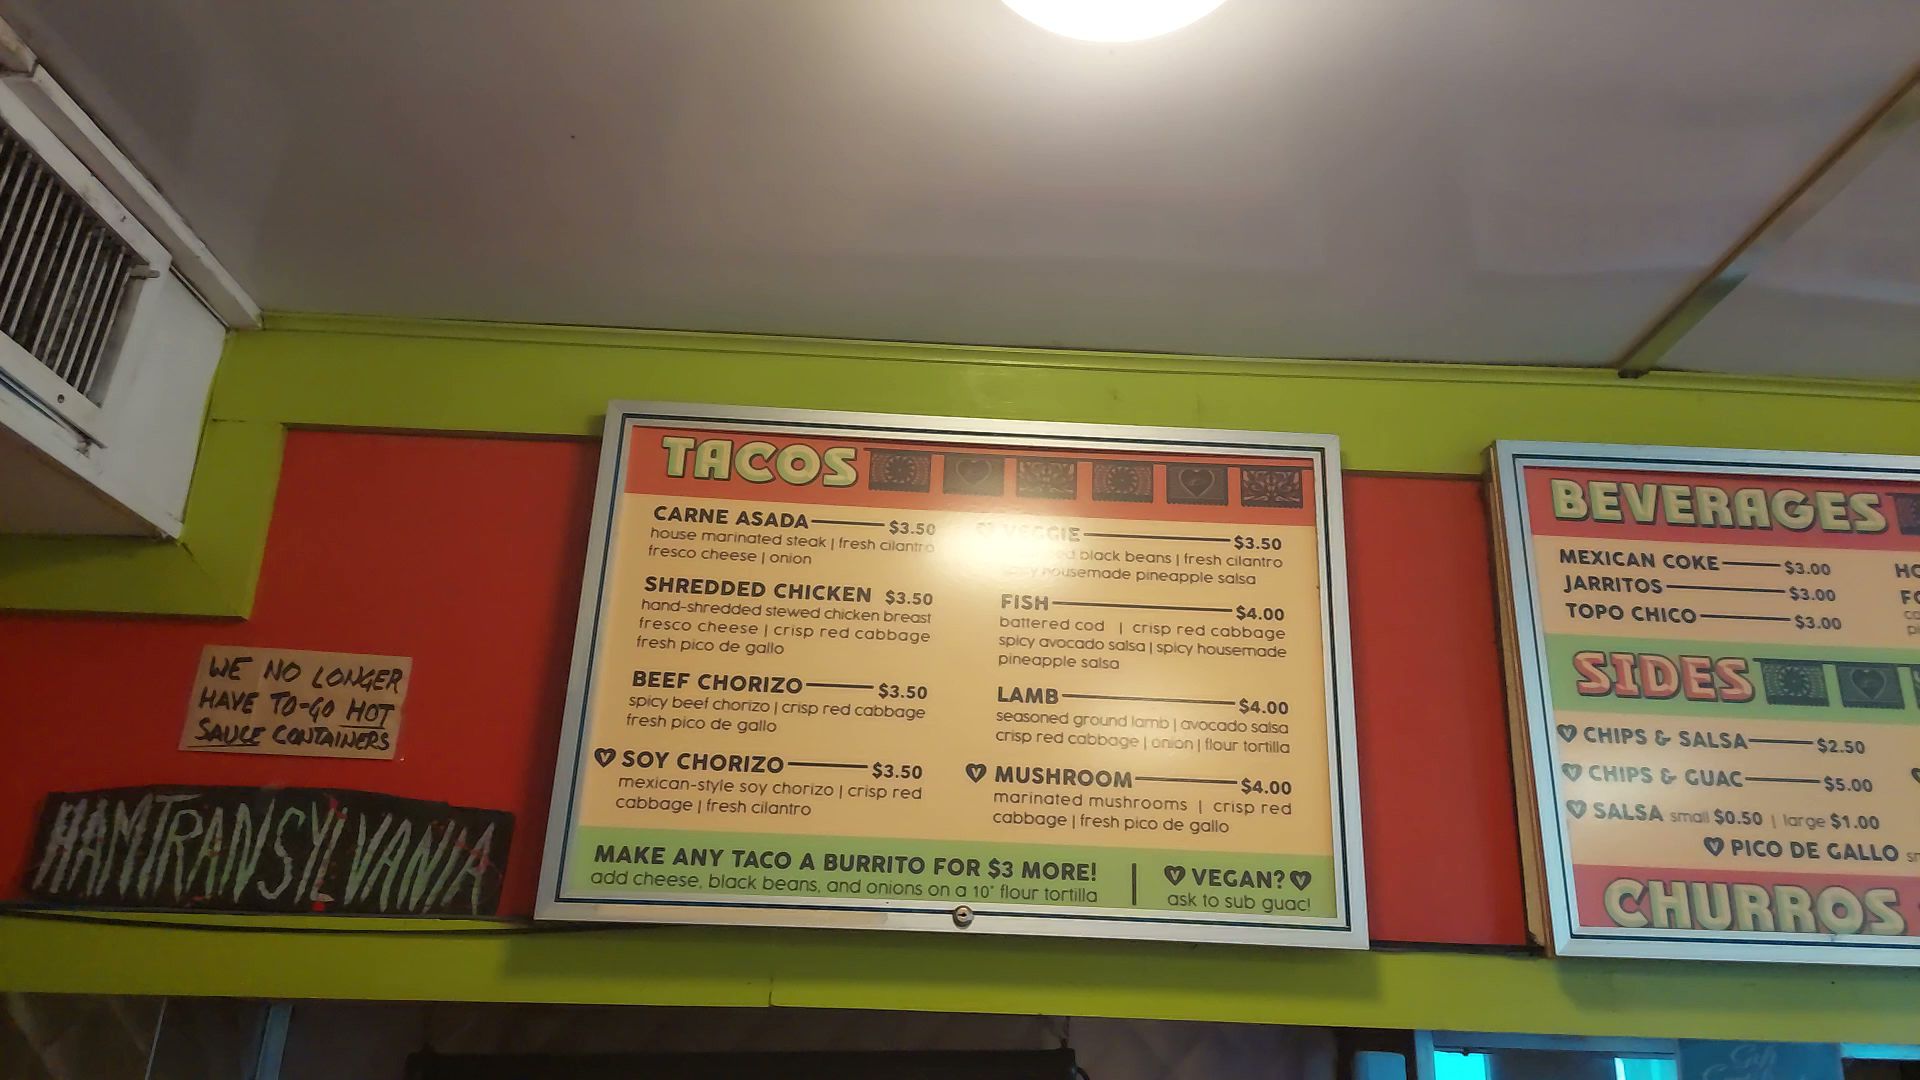 WE NO LONGER
HAVE TO-GO HOT
SAUCE CONTAINERS
HAMTRANSYLVANIA
TACOS
CARNE ASADA $3.50
house marinated steak | fresh cilantro
fresco cheese | onion
SHREDDED CHICKEN $3.50
hand-shredded stewed chicken breast
fresco cheese | crisp red cabbage
fresh pico de gallo
BEEF CHORIZO $3.50
spicy beef chorizo | crisp red cabbage
fresh pico de gallo
SOY CHORIZO $3.50
mexican-style soy chorizo | crisp red
cabbage | fresh cilantro
VEGGIE $3.50
black beans | fresh cilantro
spicy housemade pineapple salsa
FISH $4.00
battered cod | crisp red cabbage
spicy avocado salsa | spicy housemade
pineapple salsa
LAMB $4.00
seasoned ground lamb | avocado salsa
crisp red cabbage | onion | flour tortilla
MUSHROOM $4.00
marinated mushrooms | crisp red
cabbage | fresh pico de gallo
MAKE ANY TACO A BURRITO FOR $3 MORE!
add cheese, black beans, and onions on a 10" flour tortilla
VEGAN?
ask to sub guac!
BEVERAGES
MEXICAN COKE $3.00
JARRITOS $3.00
TOPO CHICO $3.00
SIDES
CHIPS & SALSA $2.50
CHIPS & GUAC $5.00
SALSA small $0.50 | large $1.00
PICO DE GALLO
CHURROS